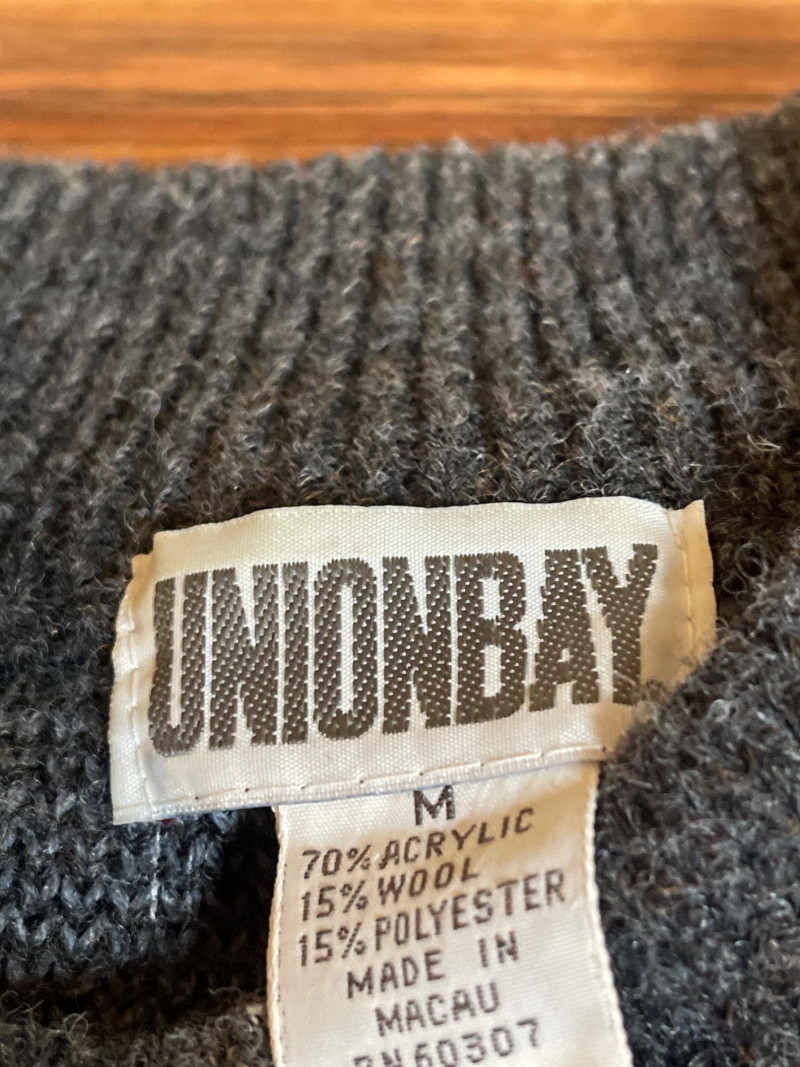 UNIONBAY
M
70% ACRYLIC
15% WOOL
15% POLYESTER
MADE IN
MACAU
RN 60307